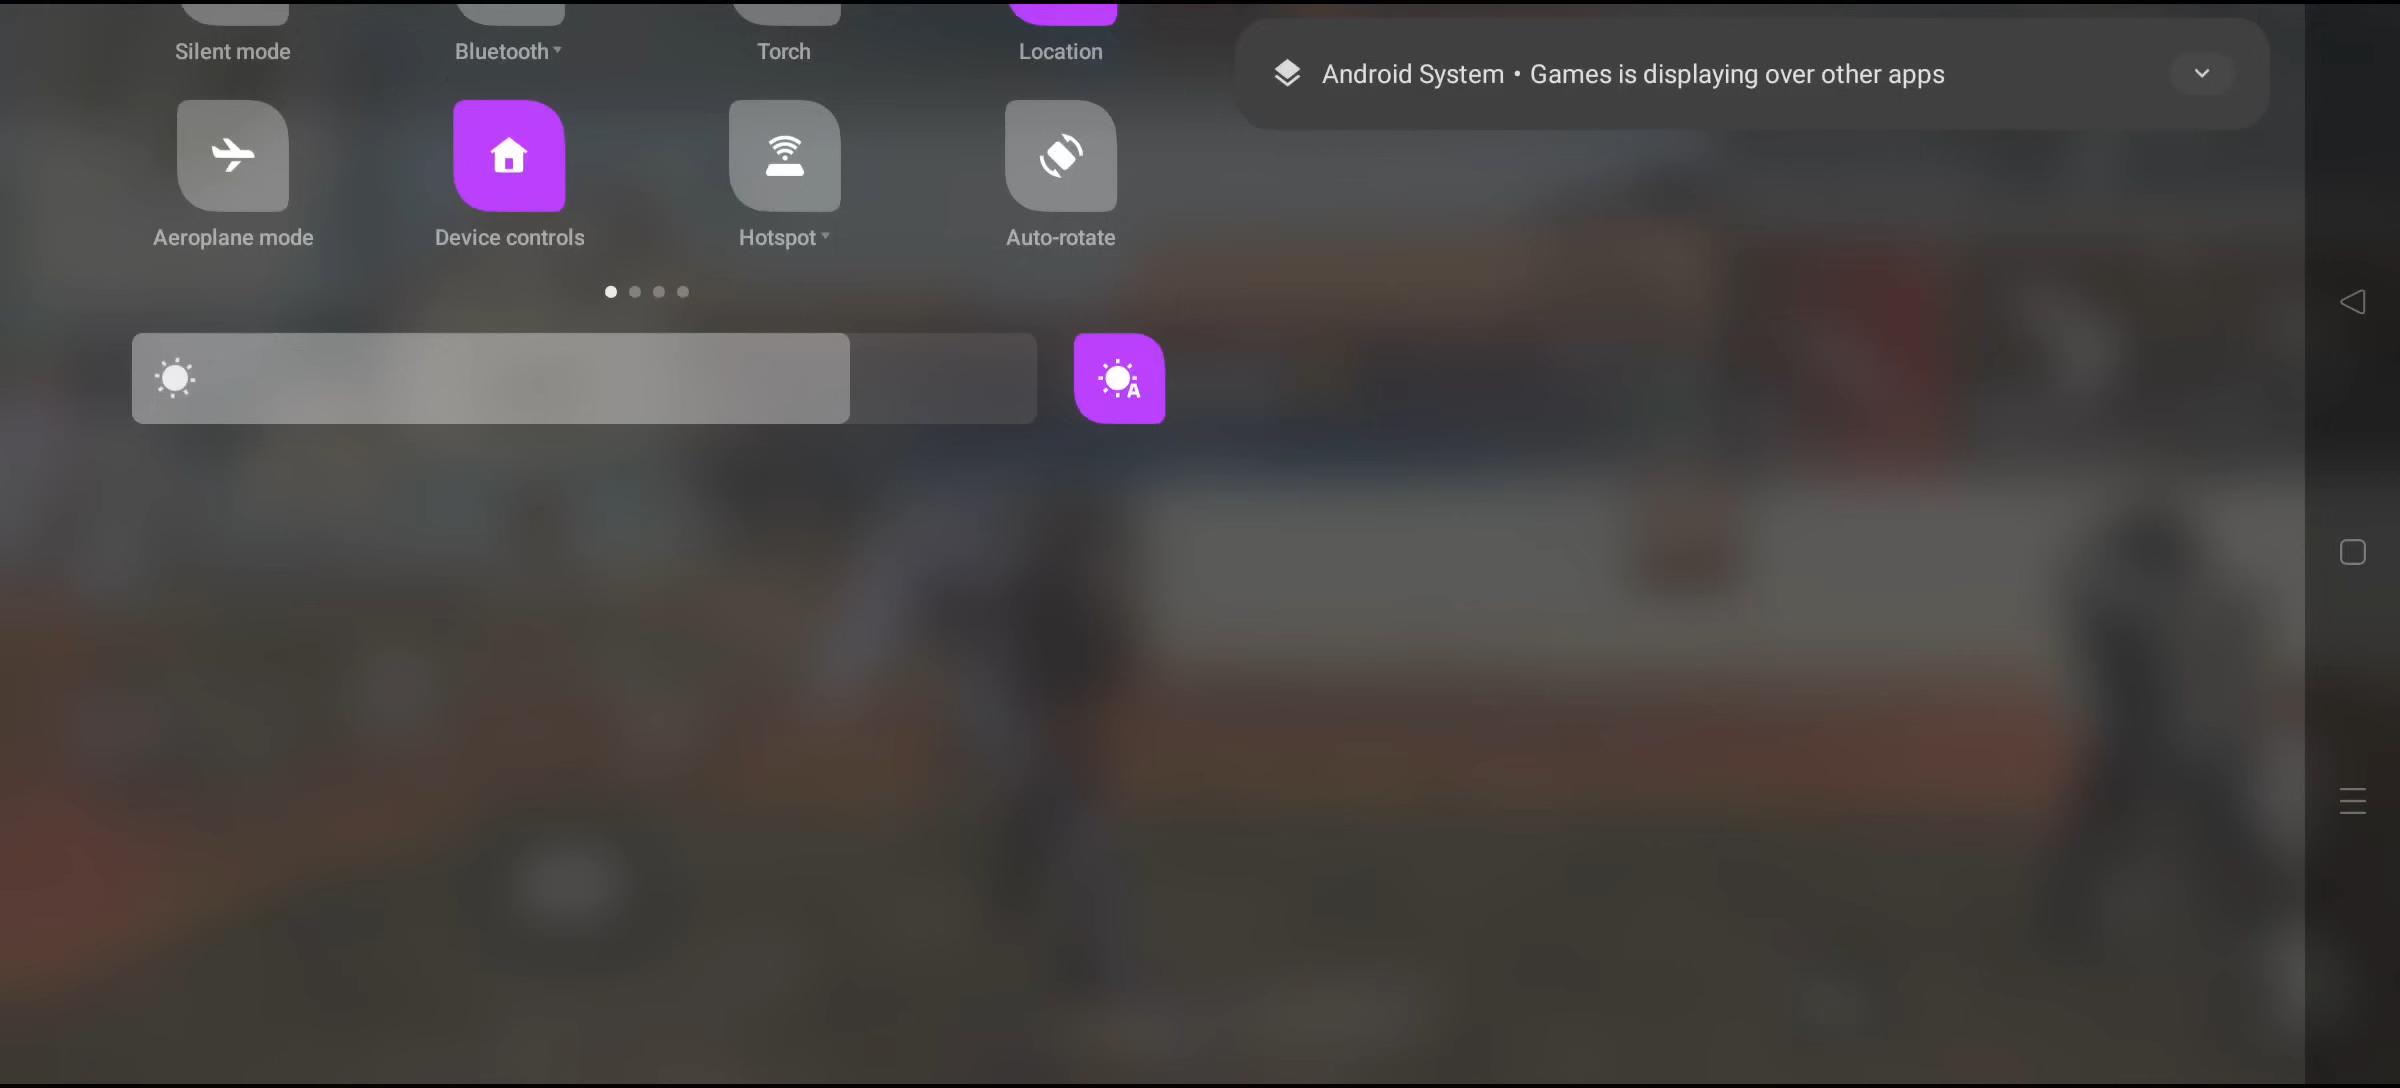 Silent mode
Bluetooth
Torch
Location
Android System • Games is displaying over other apps
Aeroplane mode
Device controls
Hotspot
Auto-rotate
A